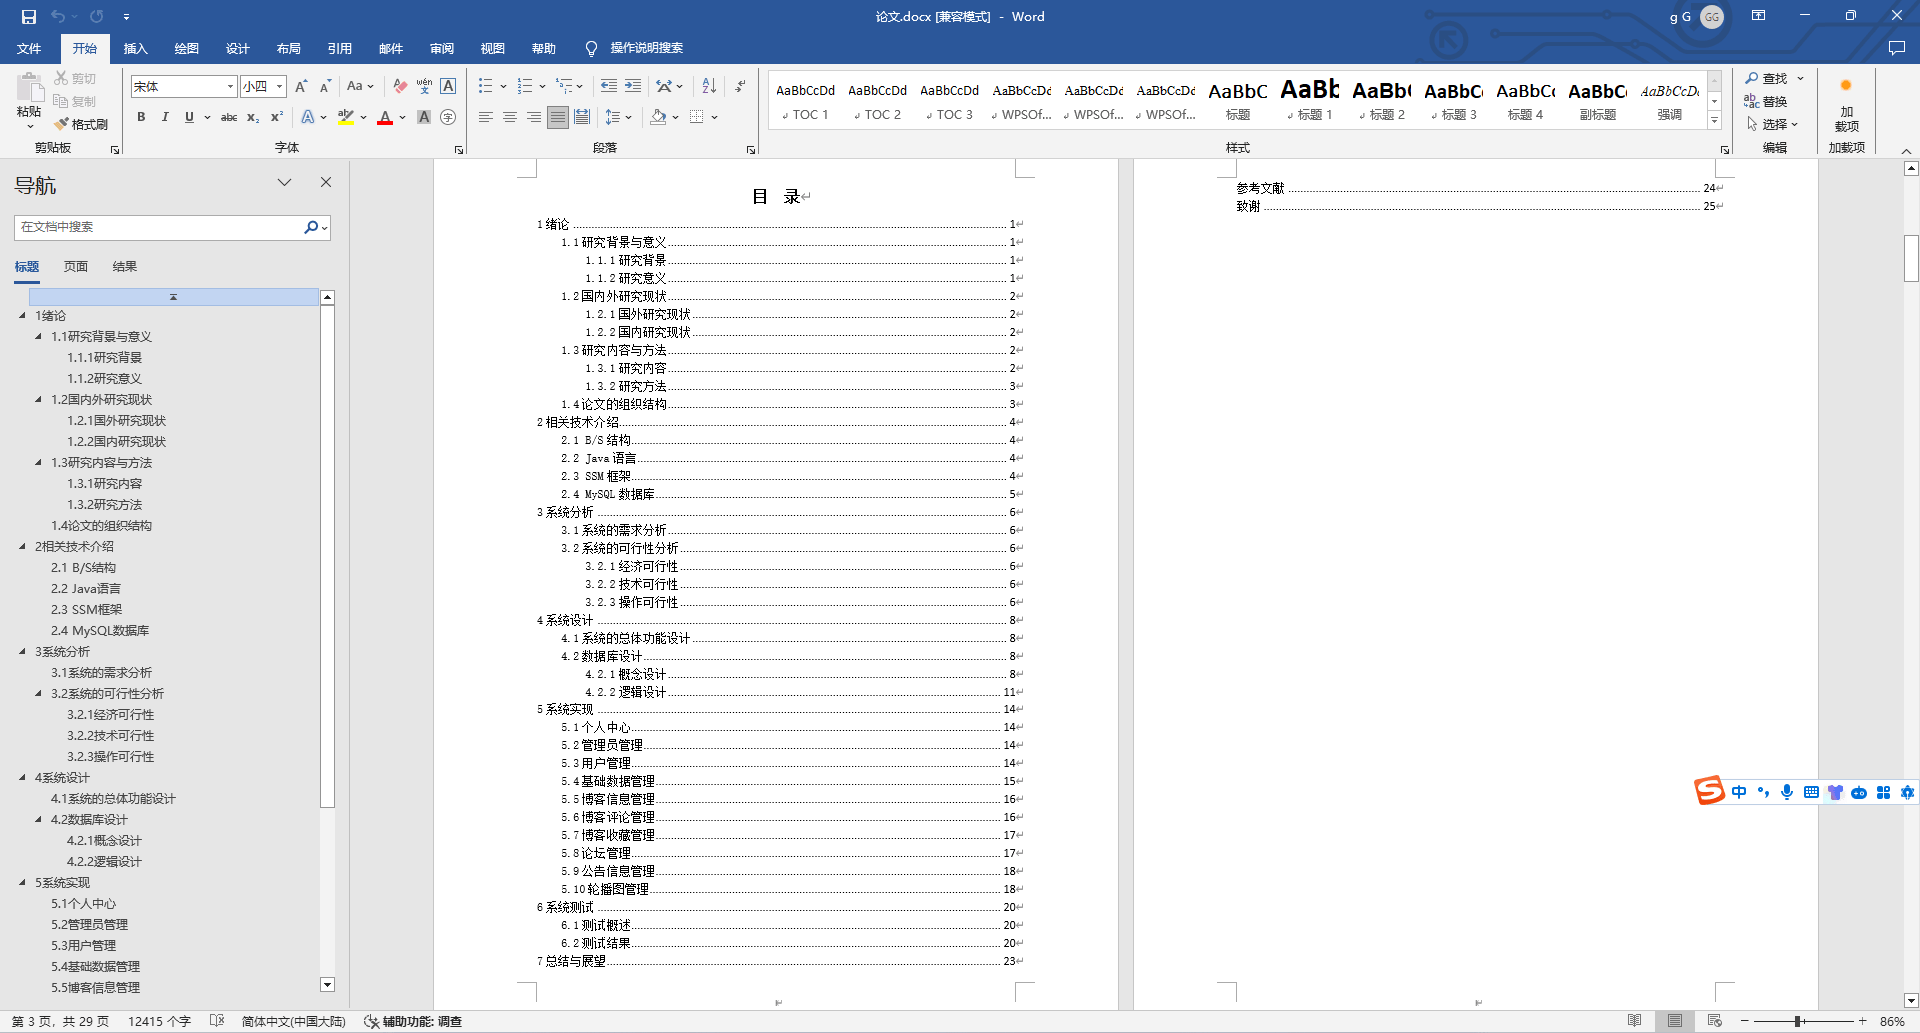 论文.docx [兼容模式] - Word
g G
GG
文件 开始 插入 绘图 设计 布局 引用 邮件 审阅 视图 帮助 操作说明搜索
粘贴
剪切
复制
格式刷
剪贴板
宋体 小四
字体
段落
AaBbCcDd TOC 1
AaBbCcDd TOC 2
AaBbCcDd TOC 3
AaBbCcDd WPSOf...
AaBbCcDd WPSOf...
AaBbCcDd WPSOf...
AaBbC 标题
AaBb 标题 1
AaBb 标题 2
AaBbC 标题 3
AaBbC 标题 4
AaBbC 副标题
AaBbCcD 强调
样式
查找
替换
选择
编辑
加载项
加载项
导航
在文档中搜索
标题 页面 结果
1绪论
1.1研究背景与意义
1.1.1研究背景
1.1.2研究意义
1.2国内外研究现状
1.2.1国外研究现状
1.2.2国内研究现状
1.3研究内容与方法
1.3.1研究内容
1.3.2研究方法
1.4论文的组织结构
2相关技术介绍
2.1 B/S结构
2.2 Java语言
2.3 SSM框架
2.4 MySQL数据库
3系统分析
3.1系统的需求分析
3.2系统的可行性分析
3.2.1经济可行性
3.2.2技术可行性
3.2.3操作可行性
4系统设计
4.1系统的总体功能设计
4.2数据库设计
4.2.1概念设计
4.2.2逻辑设计
5系统实现
5.1个人中心
5.2管理员管理
5.3用户管理
5.4基础数据管理
5.5博客信息管理
目 录
1 绪论 1
1.1 研究背景与意义 1
1.1.1 研究背景 1
1.1.2 研究意义 1
1.2 国内外研究现状 2
1.2.1 国外研究现状 2
1.2.2 国内研究现状 2
1.3 研究内容与方法 2
1.3.1 研究内容 2
1.3.2 研究方法 3
1.4 论文的组织结构 3
2 相关技术介绍 4
2.1 B/S 结构 4
2.2 Java 语言 4
2.3 SSM 框架 4
2.4 MySQL 数据库 5
3 系统分析 6
3.1 系统的需求分析 6
3.2 系统的可行性分析 6
3.2.1 经济可行性 6
3.2.2 技术可行性 6
3.2.3 操作可行性 6
4 系统设计 8
4.1 系统的总体功能设计 8
4.2 数据库设计 8
4.2.1 概念设计 8
4.2.2 逻辑设计 11
5 系统实现 14
5.1 个人中心 14
5.2 管理员管理 14
5.3 用户管理 14
5.4 基础数据管理 15
5.5 博客信息管理 16
5.6 博客评论管理 16
5.7 博客收藏管理 17
5.8 论坛管理 17
5.9 公告信息管理 18
5.10 轮播图管理 18
6 系统测试 20
6.1 测试概述 20
6.2 测试结果 20
7 总结与展望 23
参考文献 24
致谢 25
中
第 3 页，共 29 页 12415 个字 简体中文(中国大陆) 辅助功能: 调查
86%